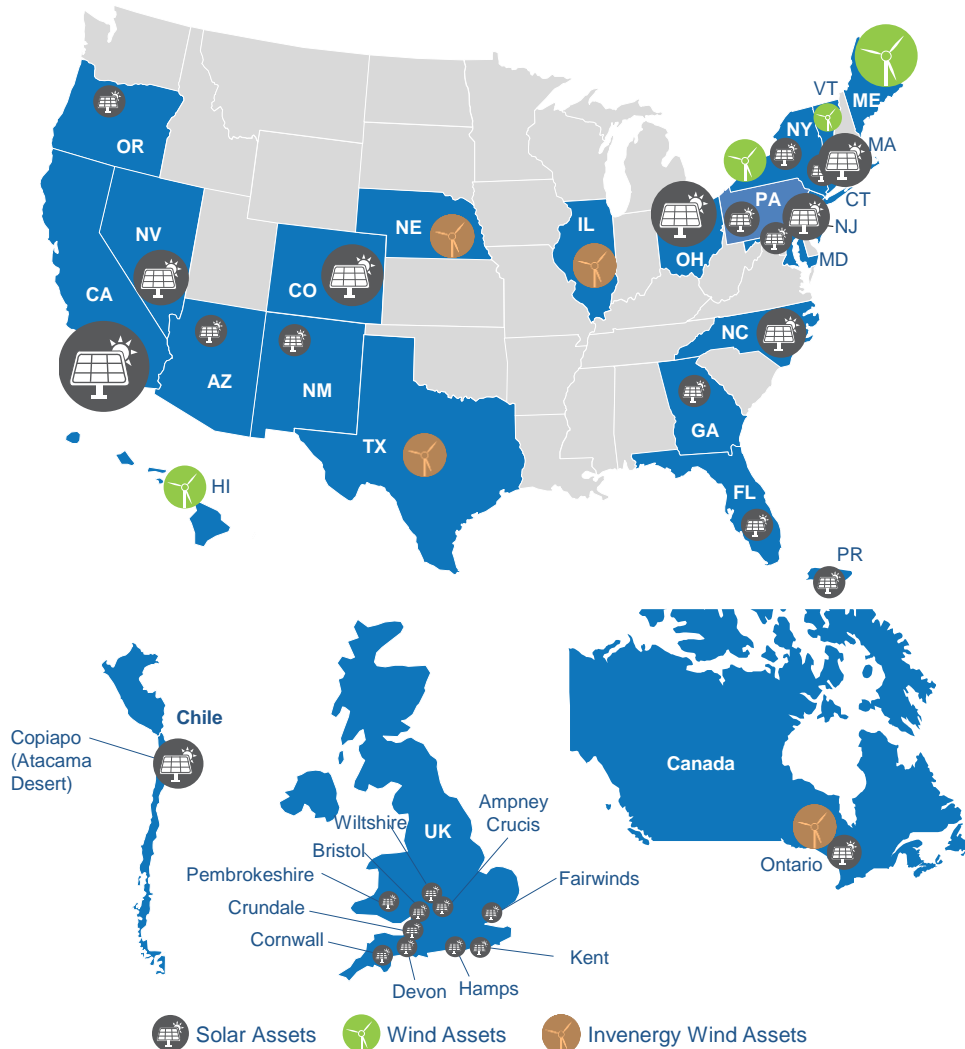 VT
ME
OR
NY
MA
PA
CT
NE
IL
NJ
NV
OH
MD
CO
CA
NC
AZ
NM
GA
TX
FL
HI
PR
Chile
Copiapo
(Atacama
Desert)
Canada
Ampney
Crucis
Wiltshire
UK
Bristol
Ontario
Pembrokeshire
Fairwinds
Crundale
Cornwall
Kent
Devon
Hamps
Solar Assets
Wind Assets
Invenergy Wind Assets